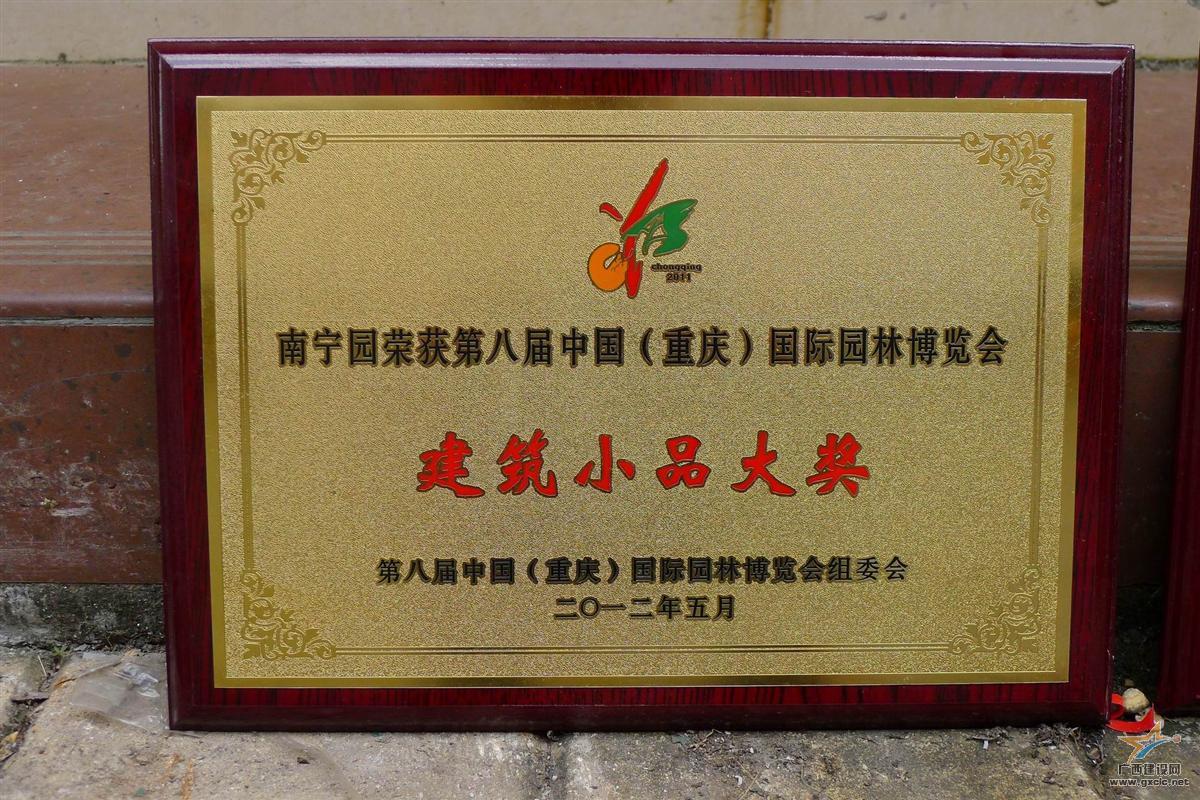 chongqing
2011
南宁园荣获第八届中国（重庆）国际园林博览会
建筑小品大奖
第八届中国（重庆）国际园林博览会组委会
二〇一二年五月
广西建设网
www.gxcic.net